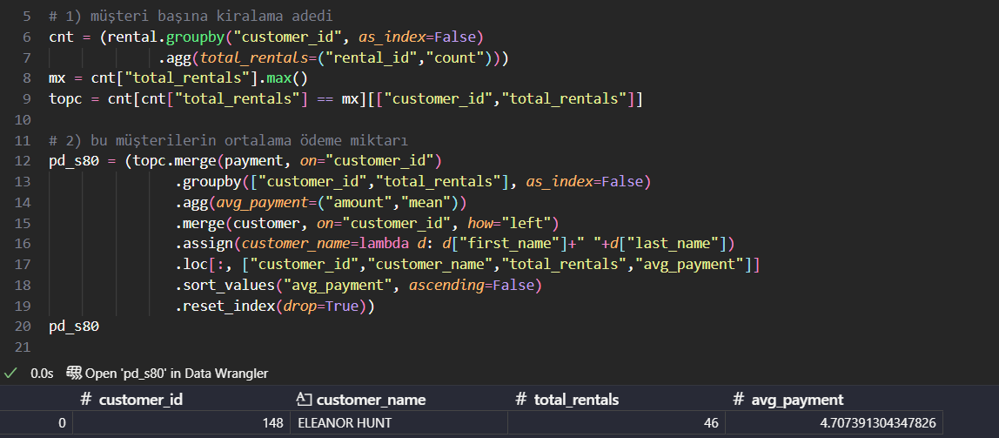 5 # 1) müşteri başına kiralama adedi
6 cnt = (rental.groupby("customer_id", as_index=False)
7 .agg(total_rentals=("rental_id","count")))
8 mx = cnt["total_rentals"].max()
9 topc = cnt[cnt["total_rentals"] == mx][["customer_id","total_rentals"]]
10
11 # 2) bu müşterilerin ortalama ödeme miktarı
12 pd_s80 = (topc.merge(payment, on="customer_id")
13 .groupby(["customer_id","total_rentals"], as_index=False)
14 .agg(avg_payment=("amount","mean"))
15 .merge(customer, on="customer_id", how="left")
16 .assign(customer_name=lambda d: d["first_name"]+" "+d["last_name"])
17 .loc[:, ["customer_id","customer_name","total_rentals","avg_payment"]]
18 .sort_values("avg_payment", ascending=False)
19 .reset_index(drop=True))
20 pd_s80
21
0.0s Open 'pd_s80' in Data Wrangler
# customer_id customer_name # total_rentals # avg_payment
0 148 ELEANOR HUNT 46 4.707391304347826